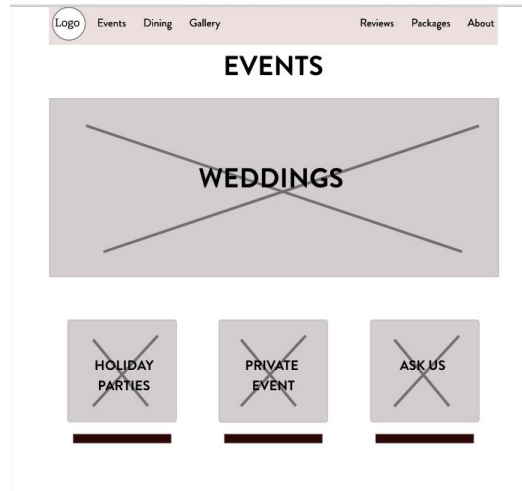 Logo Events Dining Gallery Reviews Packages About
EVENTS
WEDDINGS
HOLIDAY
PARTIES
PRIVATE
EVENT
ASK US